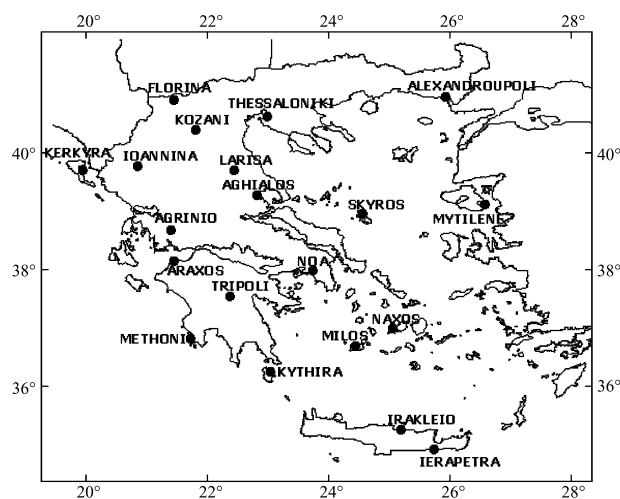 20° 22° 24° 26° 28°
FLORINA
ALEXANDROUPOLI
THESSALONIKI
KOZANI
KERKYRA
IOANNINA
40° 40°
LARISA
AGHIALOS
SKYROS
MYTILENE
AGRINIO
NOA
ARAXOS
38° 38°
TRIPOLI
NAXOS
METHONI
MILOS
KYTHIRA
36° 36°
IRAKLEIO
IERAPETRA
20° 22° 24° 26° 28°